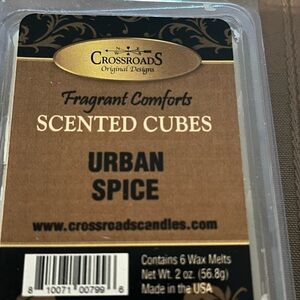 N
W E
CROSSROADS
Original Designs
Fragrant Comforts
SCENTED CUBES
URBAN
SPICE
www.crossroadscandles.com
Contains 6 Wax Melts
Net Wt. 2 oz. (56.8g)
Made in the USA
8 10071 00799 6